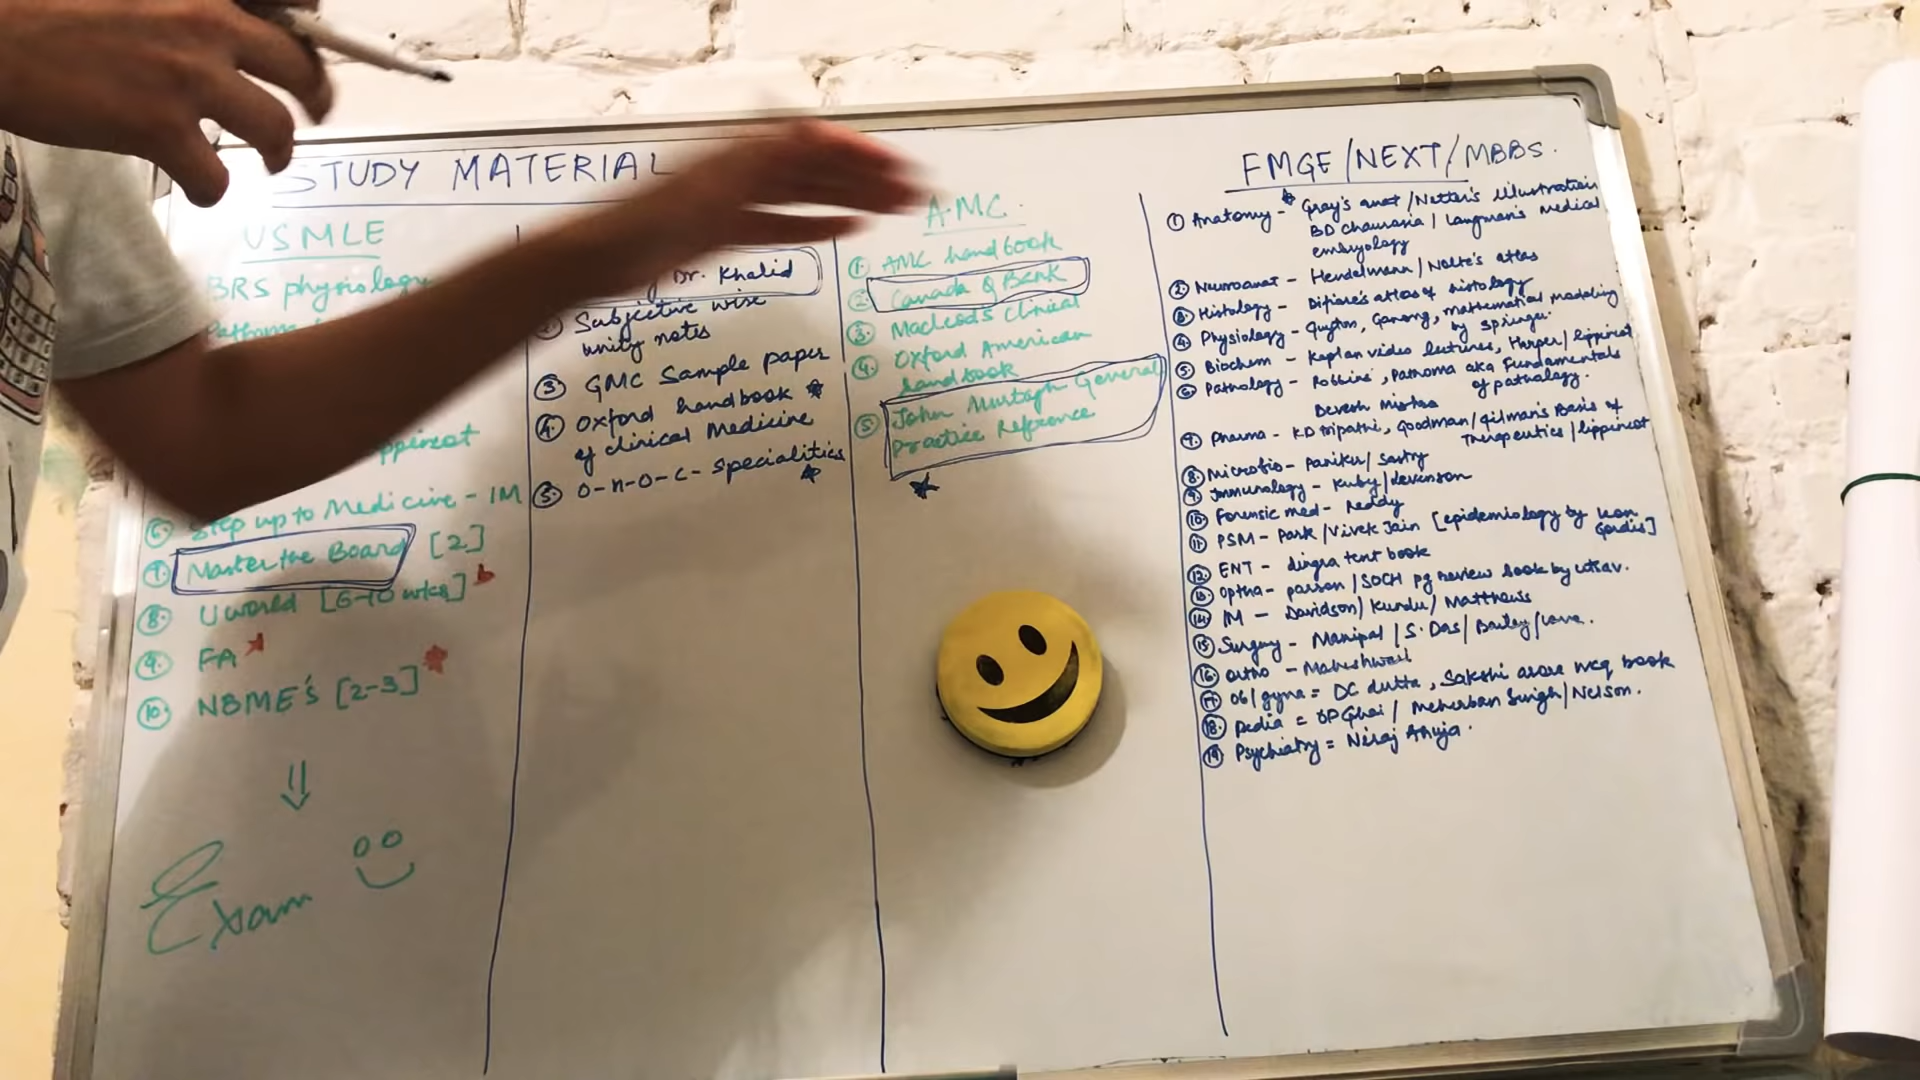 STUDY MATERIAL
USMLE
BRS physiology
ppincot
⑥ Step up to Medicine - IM
⑦ Master the Board [2]
⑧ U world [6-10 wks]
⑨ FA
⑩ NBME's [2-3]
Exam
Dr. Khalid
② Subjective wise
unity notes
③ GMC Sample paper
④ Oxford handbook
of clinical Medicine
⑤ O-H-O-C- specialities
AMC
① AMC handbook
② Canada Q Bank
③ Macleods Clinical
④ Oxford American
handbook
⑤ John Murtagh General
Practice Reference
FMGE/NEXT/MBBS.
① Anatomy - Gray's anat/Netter's illustration
BD chaurasia / Langman's medical
embryology
② Neuroanat - Hendelmann/Nolte's atlas
③ Histology - Difiore's atlas of histology
④ Physiology - Guyton, Ganong, mathematical modeling
by springer.
⑤ Biochem - Kaplan video lectures, Harper/lippincot
⑥ Pathology - Robbins, Pathoma aka Fundamentals
of pathology.
Devesh Mishra
⑦ Pharma - KD tripathi, Goodman/Gilman's Basis of
Therapeutics/lippincot
⑧ Microbio - Paniker/ Sastry
⑨ Immunology - Kuby/Levenson
⑩ Forensic med - Reddy
⑪ PSM - Park/Vivek Jain [epidemiology by Leon
Gordis]
⑫ ENT - dingra text book
⑬ Optha - parson /SOCH pg review book by utsav.
⑭ IM - Davidson/ Kundu/ Matthews
⑮ Surgery - Manipal /S. Das/ Bailey/Love.
⑯ Ortho - Maheshwari
⑰ ob/gyna = DC dutta, Sakshi arora mcq book
⑱ Pedia = OP Ghai / Meherban Singh/Nelson.
⑲ Psychiatry = Niraj Ahuja.